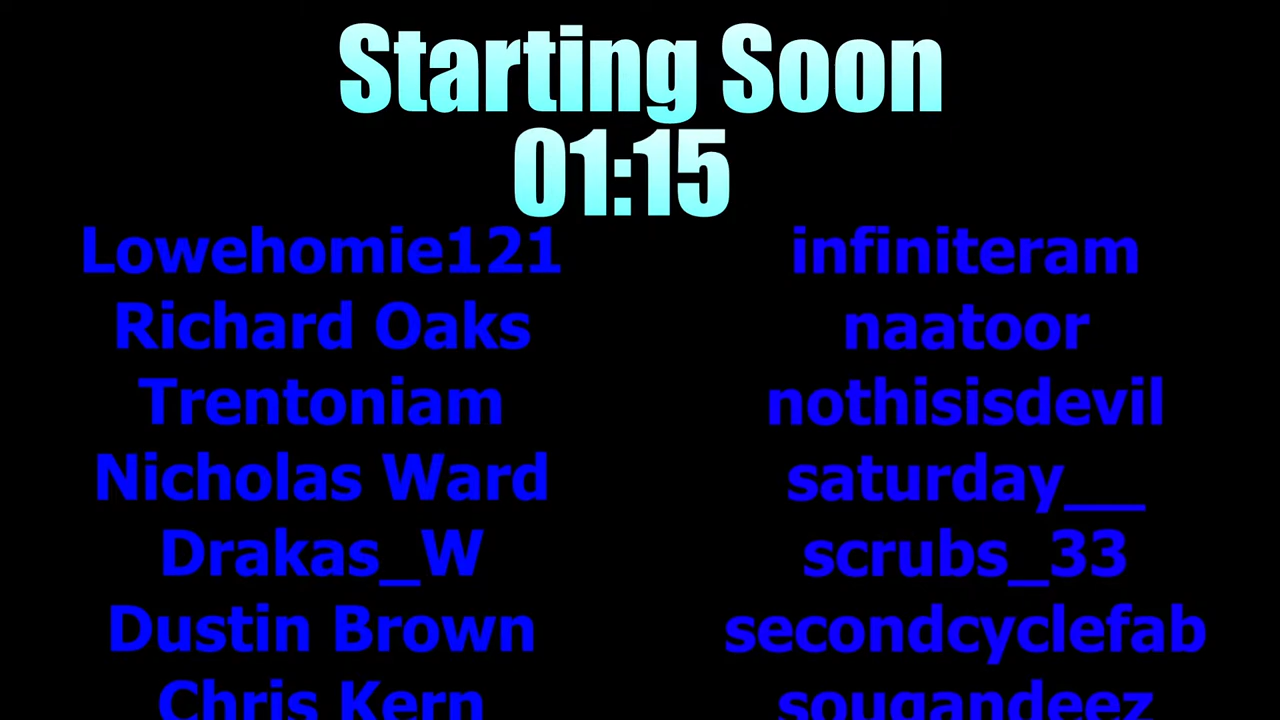 Starting Soon
01:15
Lowehomie121
Richard Oaks
Trentoniam
Nicholas Ward
Drakas_W
Dustin Brown
Chris Kern
infiniteram
naatoor
nothisisdevil
saturday__
scrubs_33
secondcyclefab
sougandeez